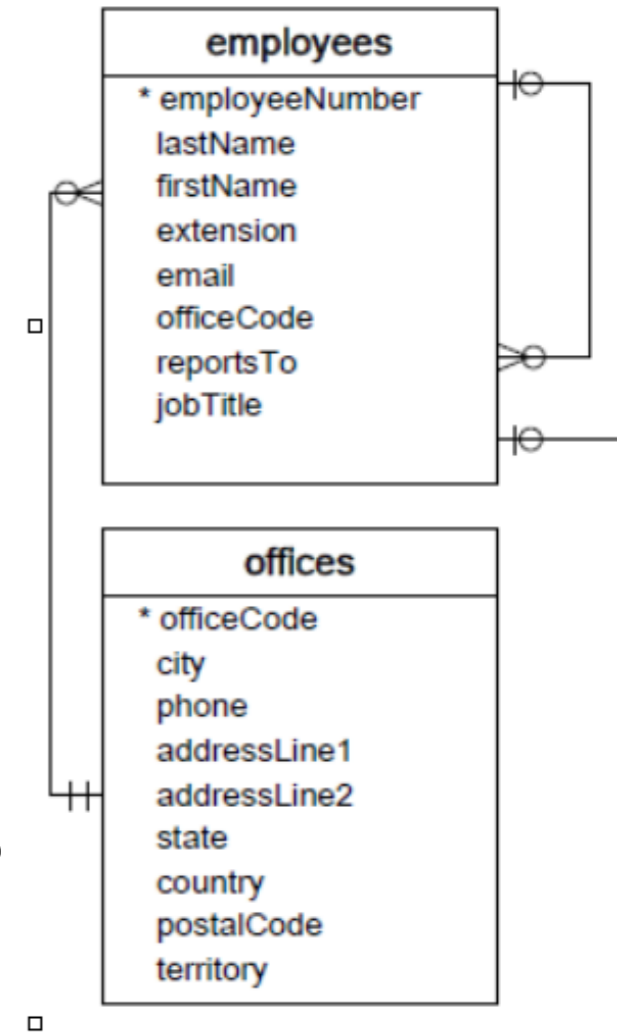 employees
* employeeNumber
lastName
firstName
extension
email
officeCode
reportsTo
jobTitle
offices
* officeCode
city
phone
addressLine1
addressLine2
state
country
postalCode
territory